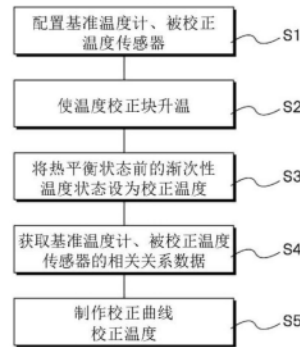 配置基准温度计、被校正
温度传感器
S1
使温度校正块升温
S2
将热平衡状态前的渐次性
温度状态设为校正温度
S3
获取基准温度计、被校正温度
传感器的相关关系数据
S4
制作校正曲线
校正温度
S5